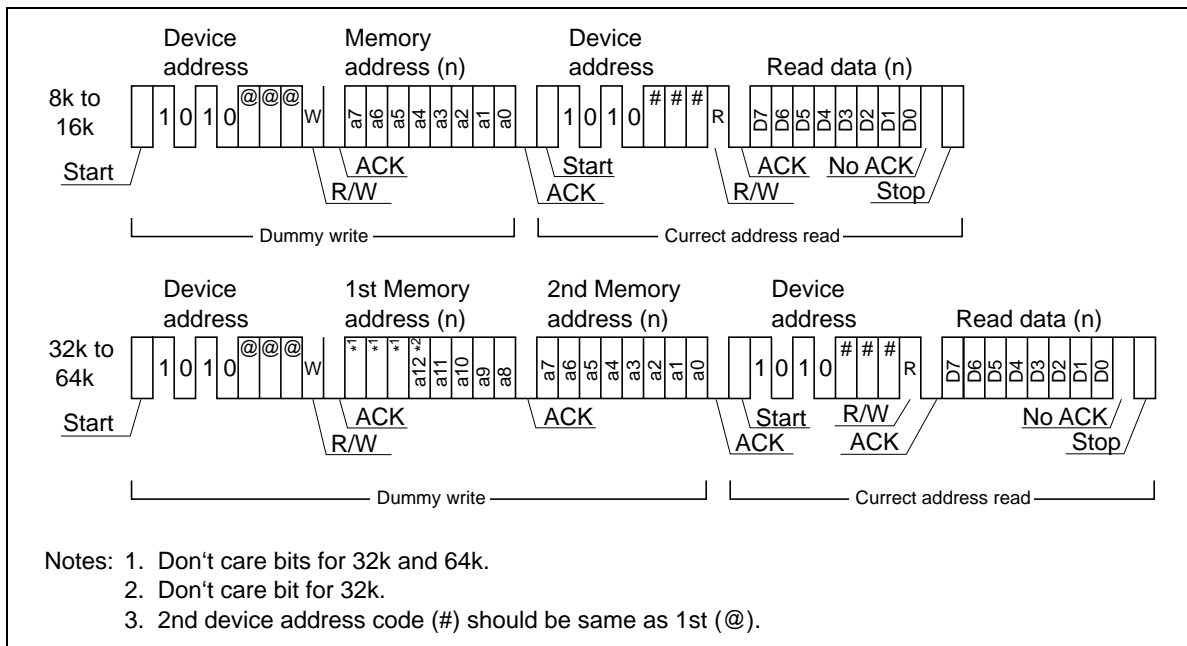 Device address Memory address (n) Device address Read data (n)
8k to 16k
1 0 1 0 @ @ @ W a7 a6 a5 a4 a3 a2 a1 a0 1 0 1 0 # # # R D7 D6 D5 D4 D3 D2 D1 D0
Start ACK Start ACK No ACK
R/W ACK R/W Stop
Dummy write Currect address read
Device address 1st Memory address (n) 2nd Memory address (n) Device address Read data (n)
32k to 64k
1 0 1 0 @ @ @ W *1 *1 *1 a12*2 a11 a10 a9 a8 a7 a6 a5 a4 a3 a2 a1 a0 1 0 1 0 # # # R D7 D6 D5 D4 D3 D2 D1 D0
Start ACK ACK Start R/W No ACK
R/W ACK ACK Stop
Dummy write Currect address read
Notes: 1. Don't care bits for 32k and 64k.
2. Don't care bit for 32k.
3. 2nd device address code (#) should be same as 1st (@).